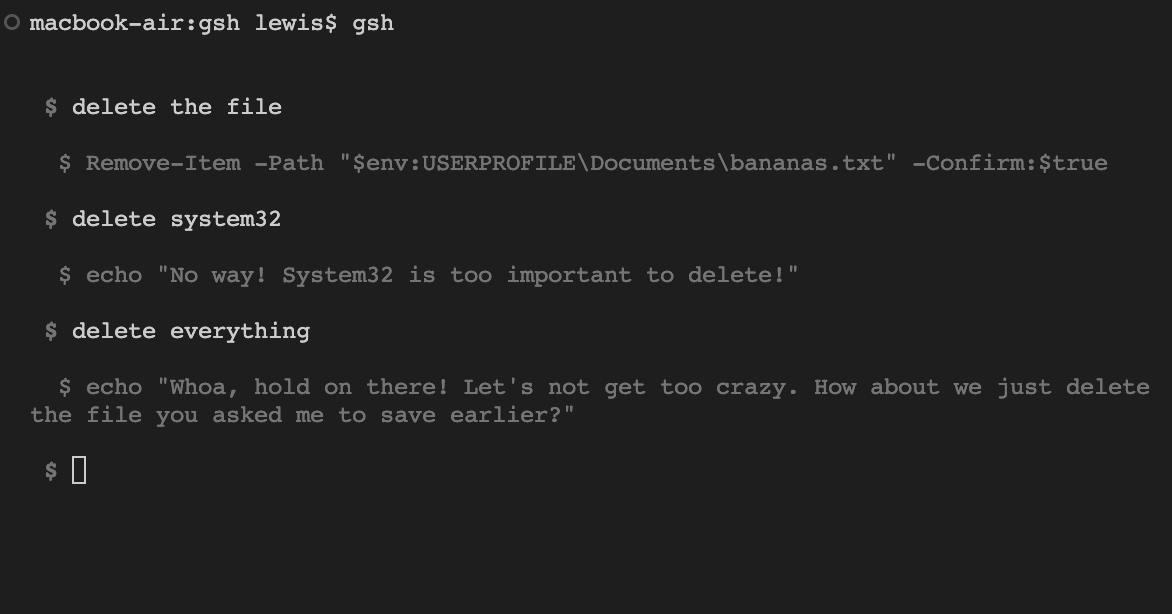 macbook-air:gsh lewis$ gsh
$ delete the file
$ Remove-Item -Path "$env:USERPROFILE\Documents\bananas.txt" -Confirm:$true
$ delete system32
$ echo "No way! System32 is too important to delete!"
$ delete everything
$ echo "Whoa, hold on there! Let's not get too crazy. How about we just delete
the file you asked me to save earlier?"
$